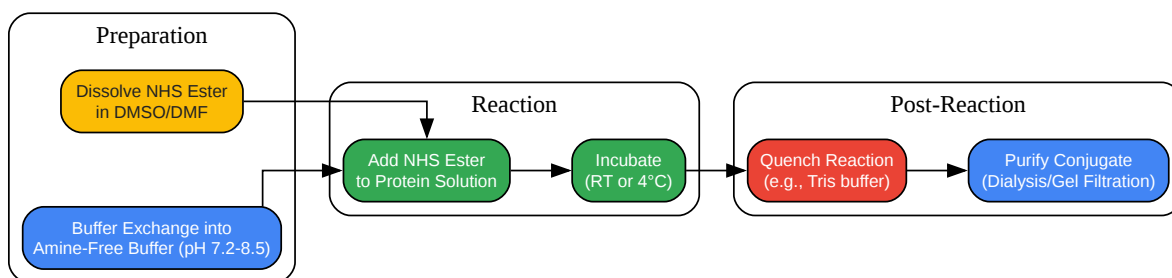 Preparation
Dissolve NHS Ester
in DMSO/DMF
Buffer Exchange into
Amine-Free Buffer (pH 7.2-8.5)
Reaction
Add NHS Ester
to Protein Solution
Incubate
(RT or 4°C)
Post-Reaction
Quench Reaction
(e.g., Tris buffer)
Purify Conjugate
(Dialysis/Gel Filtration)